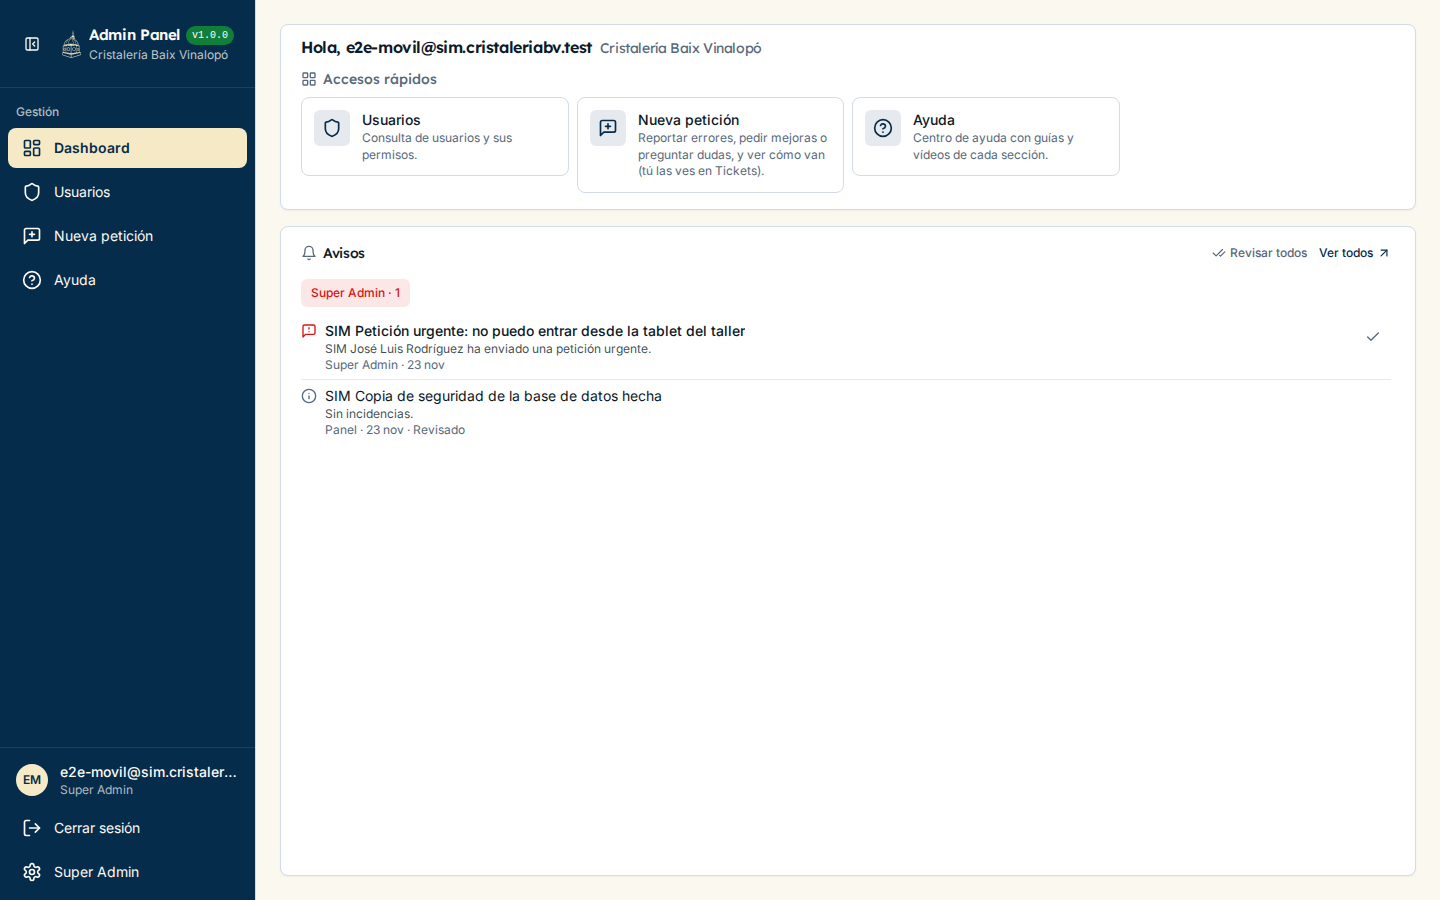 Admin Panel v1.0.0
Cristalería Baix Vinalopó
Gestión
Dashboard
Usuarios
Nueva petición
Ayuda
EM
e2e-movil@sim.cristaler...
Super Admin
Cerrar sesión
Super Admin
Hola, e2e-movil@sim.cristaleriabv.test Cristalería Baix Vinalopó
Accesos rápidos
Usuarios
Consulta de usuarios y sus
permisos.
Nueva petición
Reportar errores, pedir mejoras o
preguntar dudas, y ver cómo van
(tú las ves en Tickets).
Ayuda
Centro de ayuda con guías y
vídeos de cada sección.
Avisos
Revisar todos
Ver todos
Super Admin · 1
SIM Petición urgente: no puedo entrar desde la tablet del taller
SIM José Luis Rodríguez ha enviado una petición urgente.
Super Admin · 23 nov
SIM Copia de seguridad de la base de datos hecha
Sin incidencias.
Panel · 23 nov · Revisado